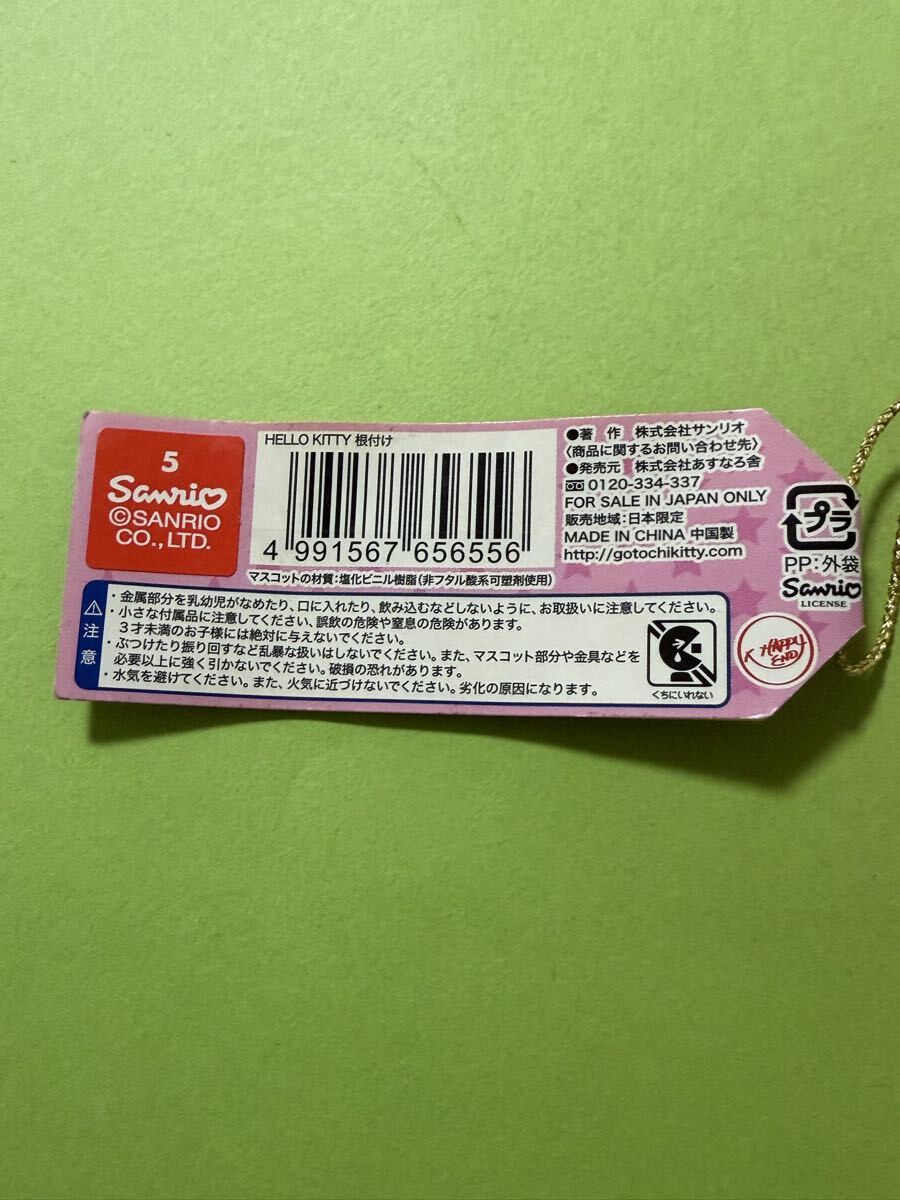 5
Sanrio
©SANRIO
CO.,LTD.
HELLO KITTY 根付け
4 991567 656556
マスコットの材質:塩化ビニル樹脂(非フタル酸系可塑剤使用)
●著 作 株式会社サンリオ
〈商品に関するお問い合わせ先〉
●発売元 株式会社あすなろ舎
0120-334-337
FOR SALE IN JAPAN ONLY
販売地域:日本限定
MADE IN CHINA 中国製
http://gotochikitty.com
プラ
PP:外袋
Sanrio
LICENSE
注意
・金属部分を乳幼児がなめたり、口に入れたり、飲み込むなどしないように、お取扱いに注意してください。
・小さな付属品に注意してください、誤飲の危険や窒息の危険があります。
3才未満のお子様には絶対に与えないでください。
・ぶつけたり振り回すなど乱暴な扱いはしないでください。また、マスコット部分や金具などを
必要以上に強く引かないでください。破損の恐れがあります。
・水気を避けてください。また、火気に近づけないでください。劣化の原因になります。
くちにいれない
HAPPY
END